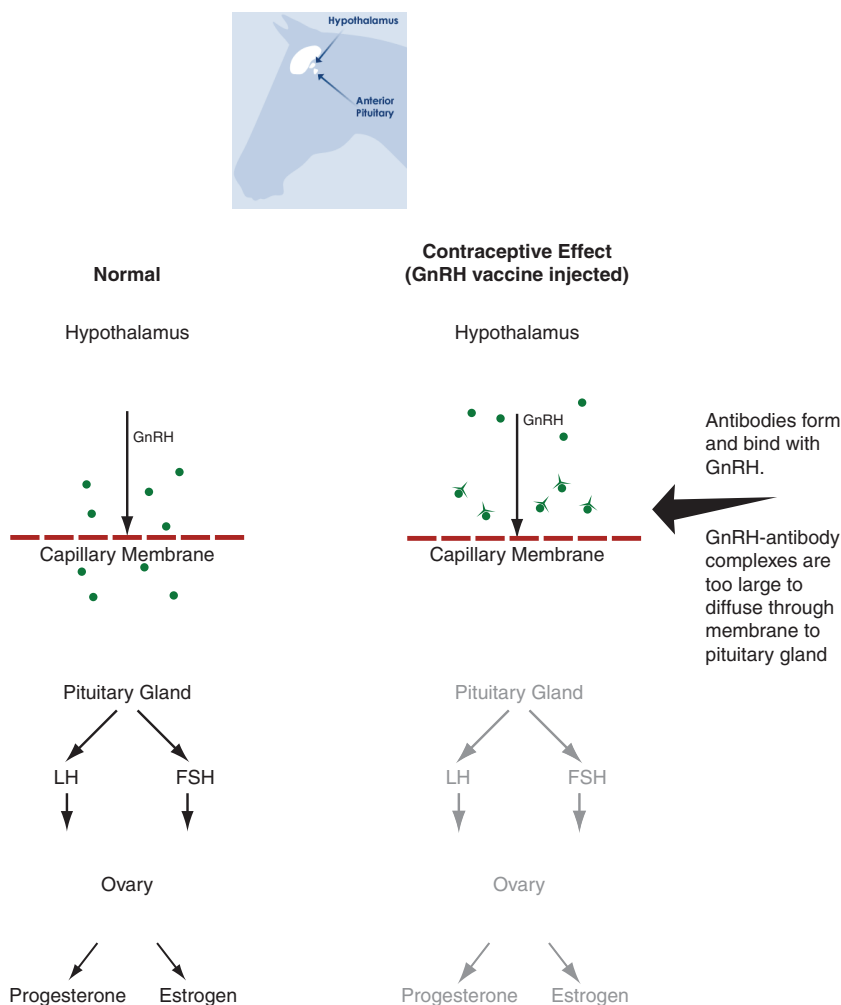 Hypothalamus
Anterior
Pituitary
Normal
Contraceptive Effect
(GnRH vaccine injected)
Hypothalamus
Hypothalamus
GnRH
GnRH
Antibodies form
and bind with
GnRH.
GnRH-antibody
complexes are
too large to
diffuse through
membrane to
pituitary gland
Capillary Membrane
Capillary Membrane
Pituitary Gland
Pituitary Gland
LH
FSH
LH
FSH
Ovary
Ovary
Progesterone
Estrogen
Progesterone
Estrogen